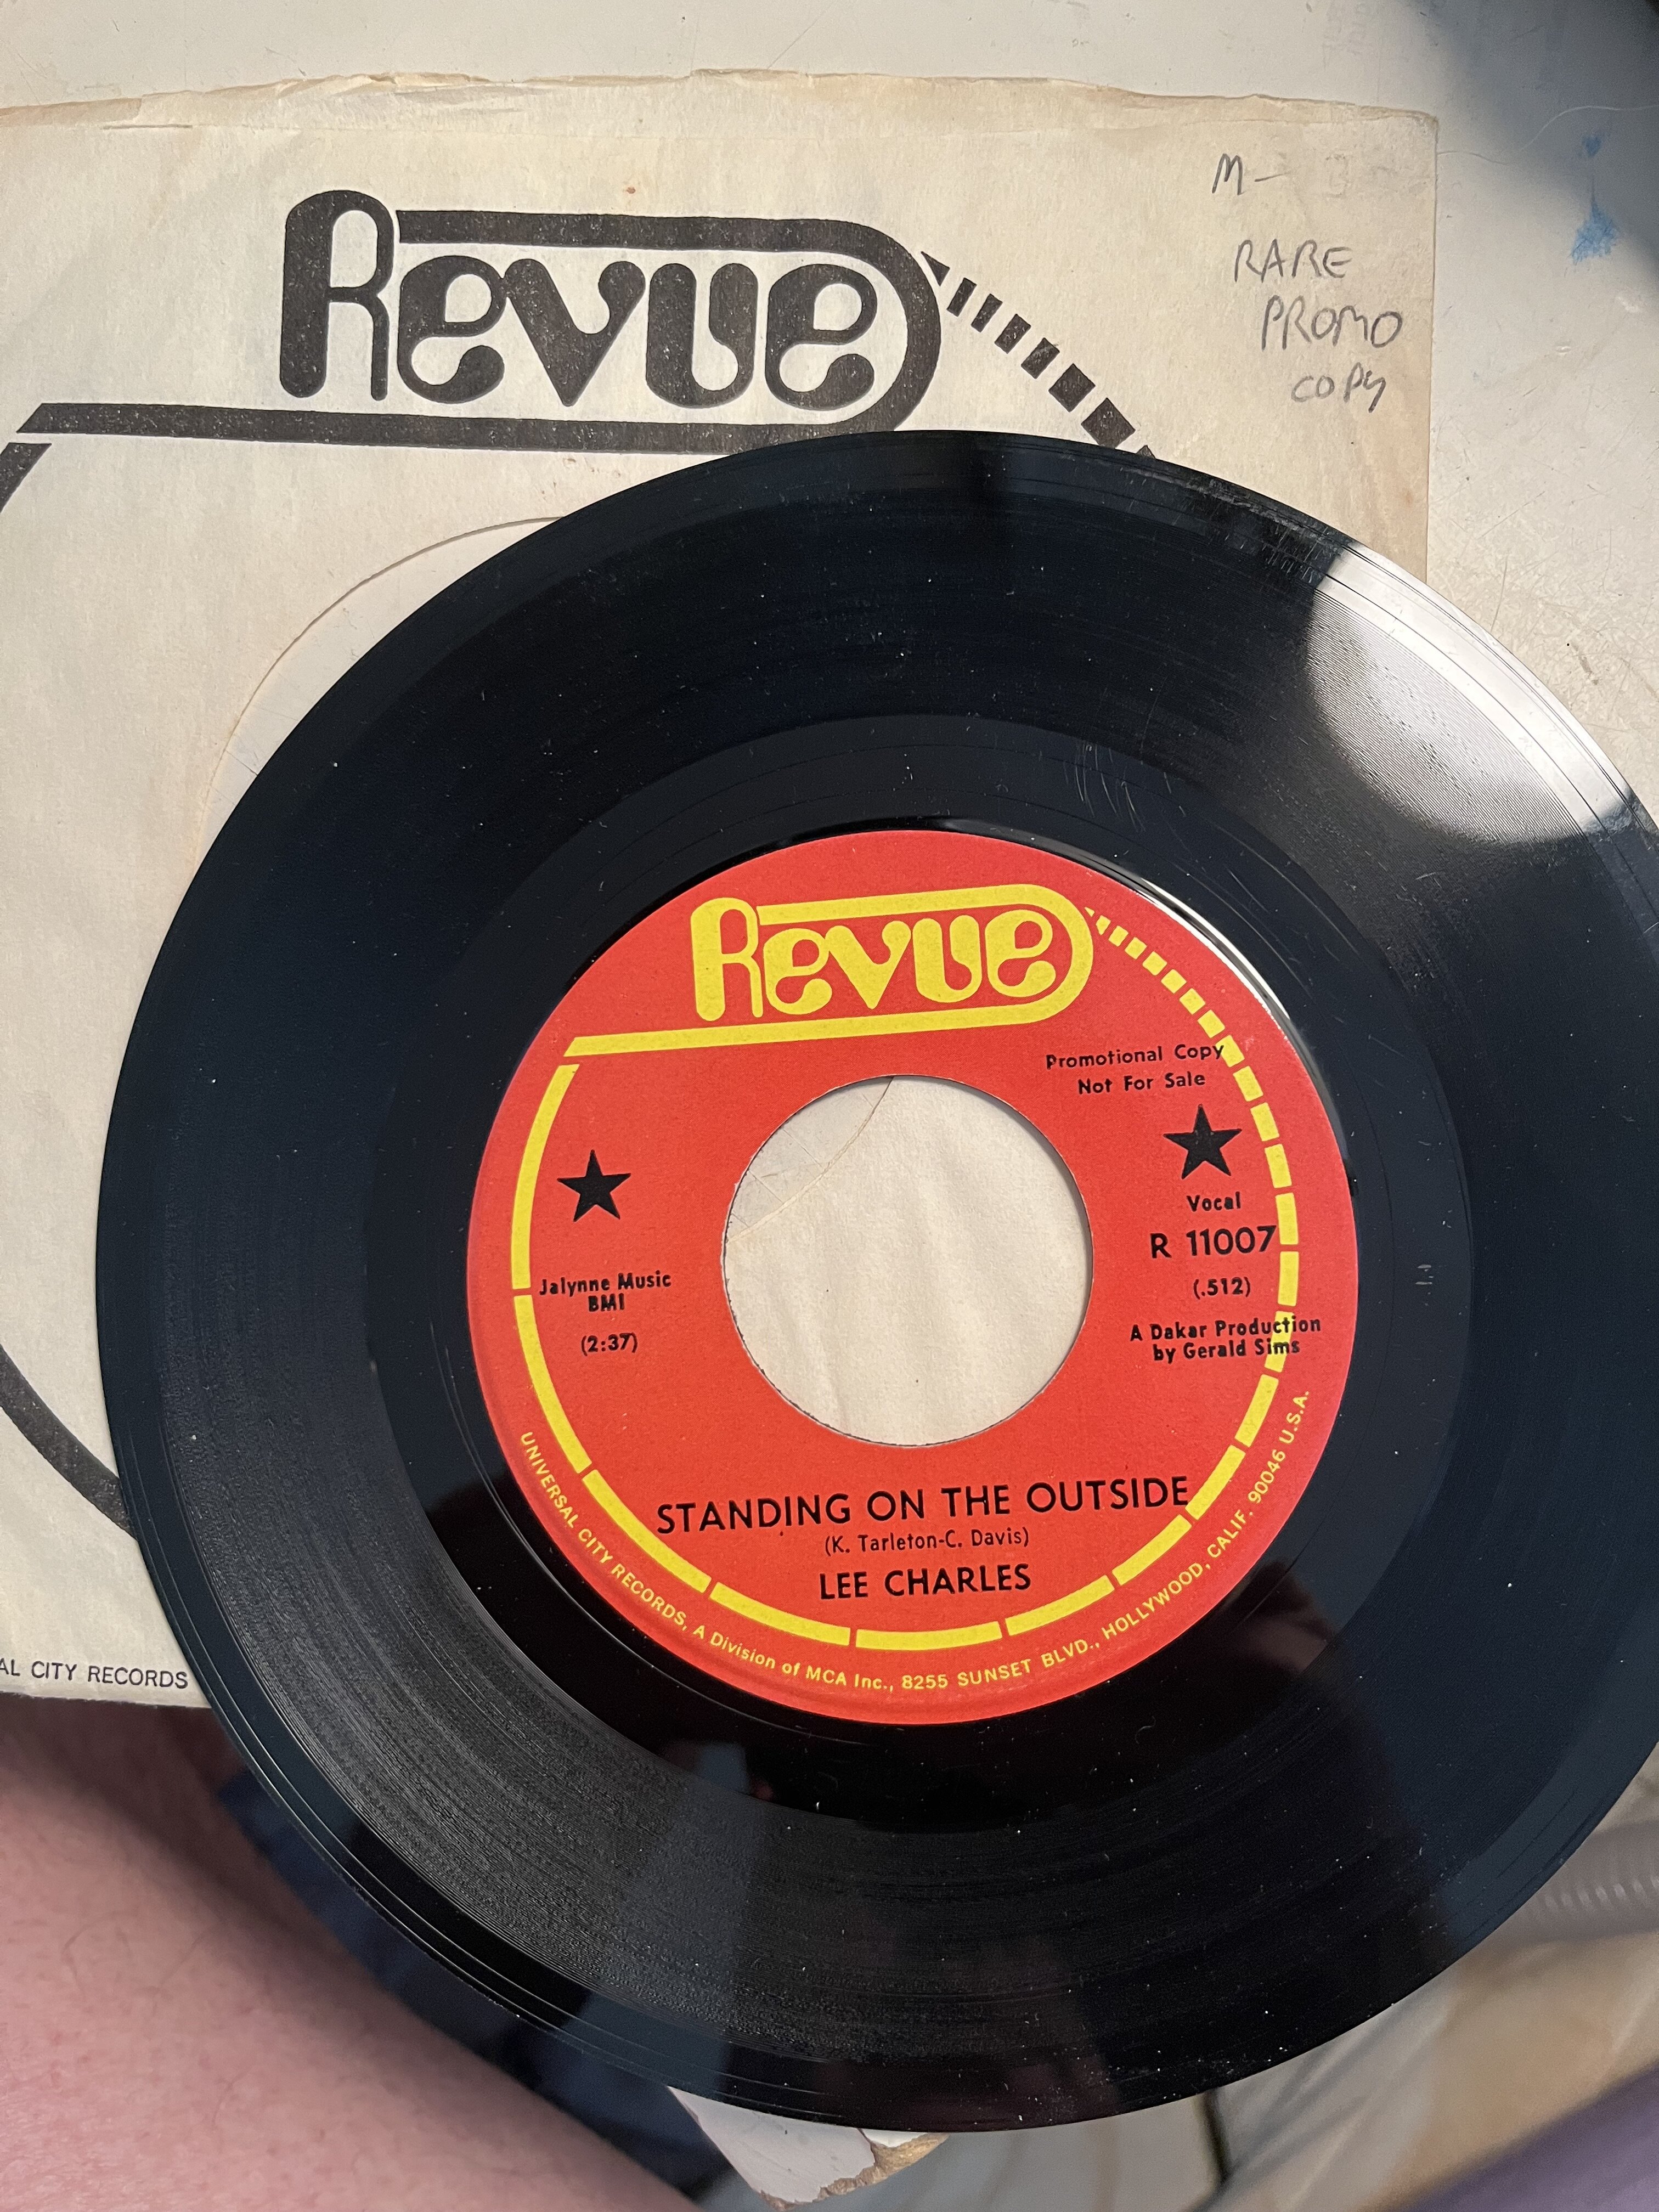 Revue
M-
RARE
PROMO
COPY
Revue
Promotional Copy
Not For Sale
Vocal
R 11007
(.512)
A Dakar Production
by Gerald Sims
Jalynne Music
BMI
(2:37)
STANDING ON THE OUTSIDE
(K. Tarleton-C. Davis)
LEE CHARLES
UNIVERSAL CITY RECORDS, A Division of MCA Inc., 8255 SUNSET BLVD., HOLLYWOOD, CALIF. 90046 U.S.A.
AL CITY RECORDS